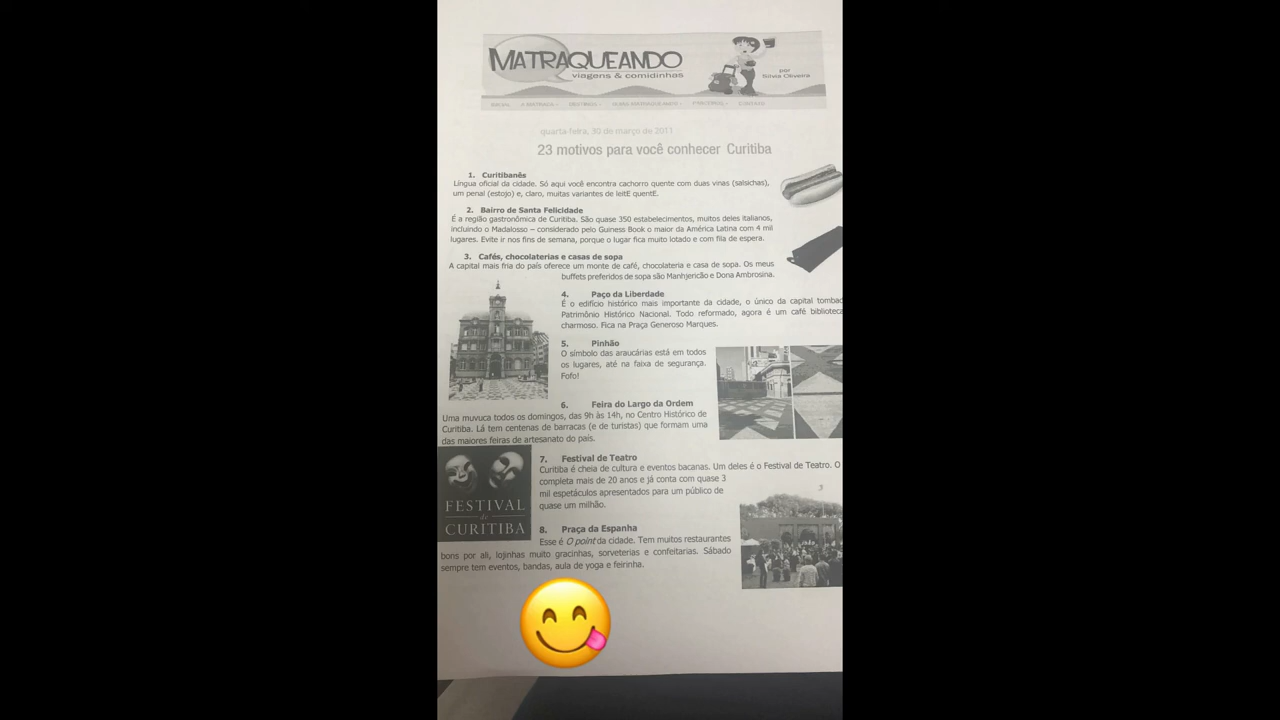 MATRAQUEANDO
viagens & comidinhas
por
Silvia Oliveira
quarta-feira, 30 de março de 2011
23 motivos para você conhecer Curitiba
1. Curitibanês
Língua oficial da cidade. Só aqui você encontra cachorro quente com duas vinas (salsichas),
um penal (estojo) e, claro, muitas variantes de leitE quentE.
2. Bairro de Santa Felicidade
É a região gastronômica de Curitiba. São quase 350 estabelecimentos, muitos deles italianos,
incluindo o Madalosso – considerado pelo Guiness Book o maior da América Latina com 4 mil
lugares. Evite ir nos fins de semana, porque o lugar fica muito lotado e com fila de espera.
3. Cafés, chocolaterias e casas de sopa
A capital mais fria do país oferece um monte de café, chocolateria e casa de sopa. Os meus
buffets preferidos de sopa são Manhjericão e Dona Ambrosina.
4. Paço da Liberdade
É o edifício histórico mais importante da cidade, o único da capital tombad
Patrimônio Histórico Nacional. Todo reformado, agora é um café biblioteca
charmoso. Fica na Praça Generoso Marques.
5. Pinhão
O símbolo das araucárias está em todos
os lugares, até na faixa de segurança.
Fofo!
6. Feira do Largo da Ordem
Uma muvuca todos os domingos, das 9h às 14h, no Centro Histórico de
Curitiba. Lá tem centenas de barracas (e de turistas) que formam uma
das maiores feiras de artesanato do país.
7. Festival de Teatro
Curitiba é cheia de cultura e eventos bacanas. Um deles é o Festival de Teatro. O
completa mais de 20 anos e já conta com quase 3
mil espetáculos apresentados para um público de
quase um milhão.
FESTIVAL
de
CURITIBA
8. Praça da Espanha
Esse é O point da cidade. Tem muitos restaurantes
bons por ali, lojinhas muito gracinhas, sorveterias e confeitarias. Sábado
sempre tem eventos, bandas, aula de yoga e feirinha.